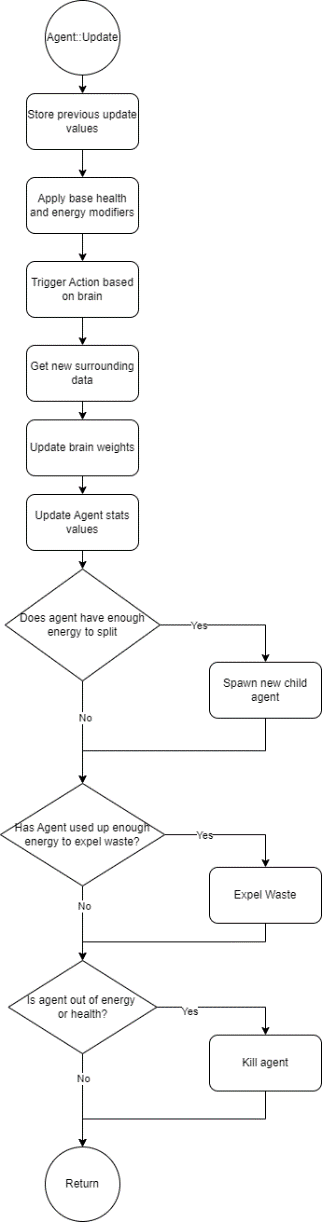 Agent::Update
Store previous update
values
Apply base health
and energy modifiers
Trigger Action based
on brain
Get new surrounding
data
Update brain weights
Update Agent stats
values
Does agent have enough
energy to split
Yes
Spawn new child
agent
No
Has Agent used up enough
energy to expel waste?
Yes
Expel Waste
No
Is agent out of energy
or health?
Yes
Kill agent
No
Return